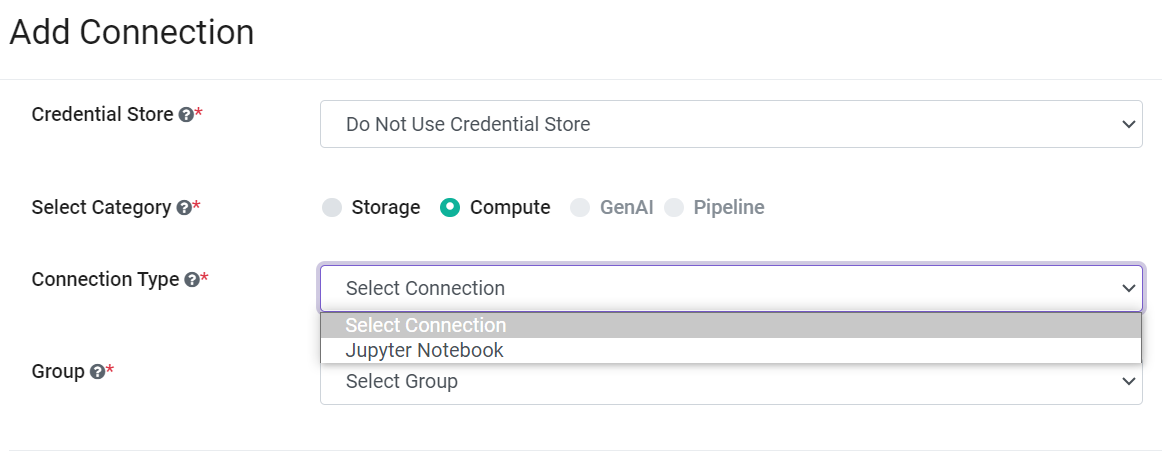 Add Connection
Credential Store ?*
Do Not Use Credential Store
Select Category ?*
Storage Compute GenAI Pipeline
Connection Type ?*
Select Connection
Select Connection
Jupyter Notebook
Group ?*
Select Group